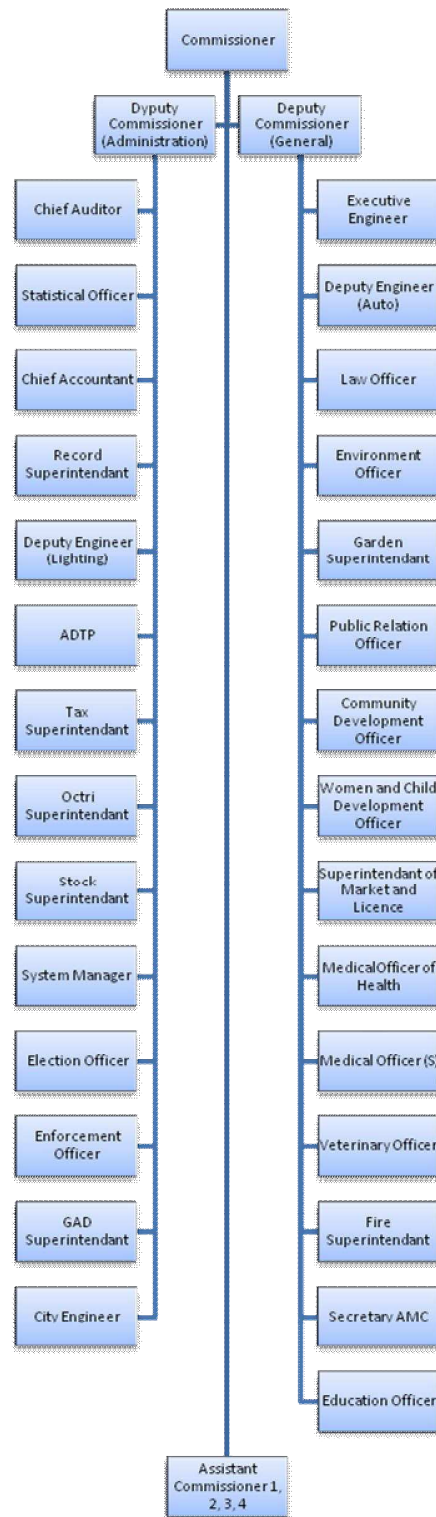 Commissioner
Dyputy
Commissioner
(Administration)
Deputy
Commissioner
(General)
Chief Auditor
Statistical Officer
Chief Accountant
Record
Superintendant
Deputy Engineer
(Lighting)
ADTP
Tax
Superintendant
Octri
Superintendant
Stock
Superintendant
System Manager
Election Officer
Enforcement
Officer
GAD
Superintendant
City Engineer
Executive
Engineer
Deputy Engineer
(Auto)
Law Officer
Environment
Officer
Garden
Superintendant
Public Relation
Officer
Community
Development
Officer
Women and Child
Development
Officer
Superintendant of
Market and
Licence
Medical Officer of
Health
Medical Officer (S)
Veterinary Officer
Fire
Superintendant
Secretary AMC
Education Officer
Assistant
Commissioner 1,
2, 3, 4